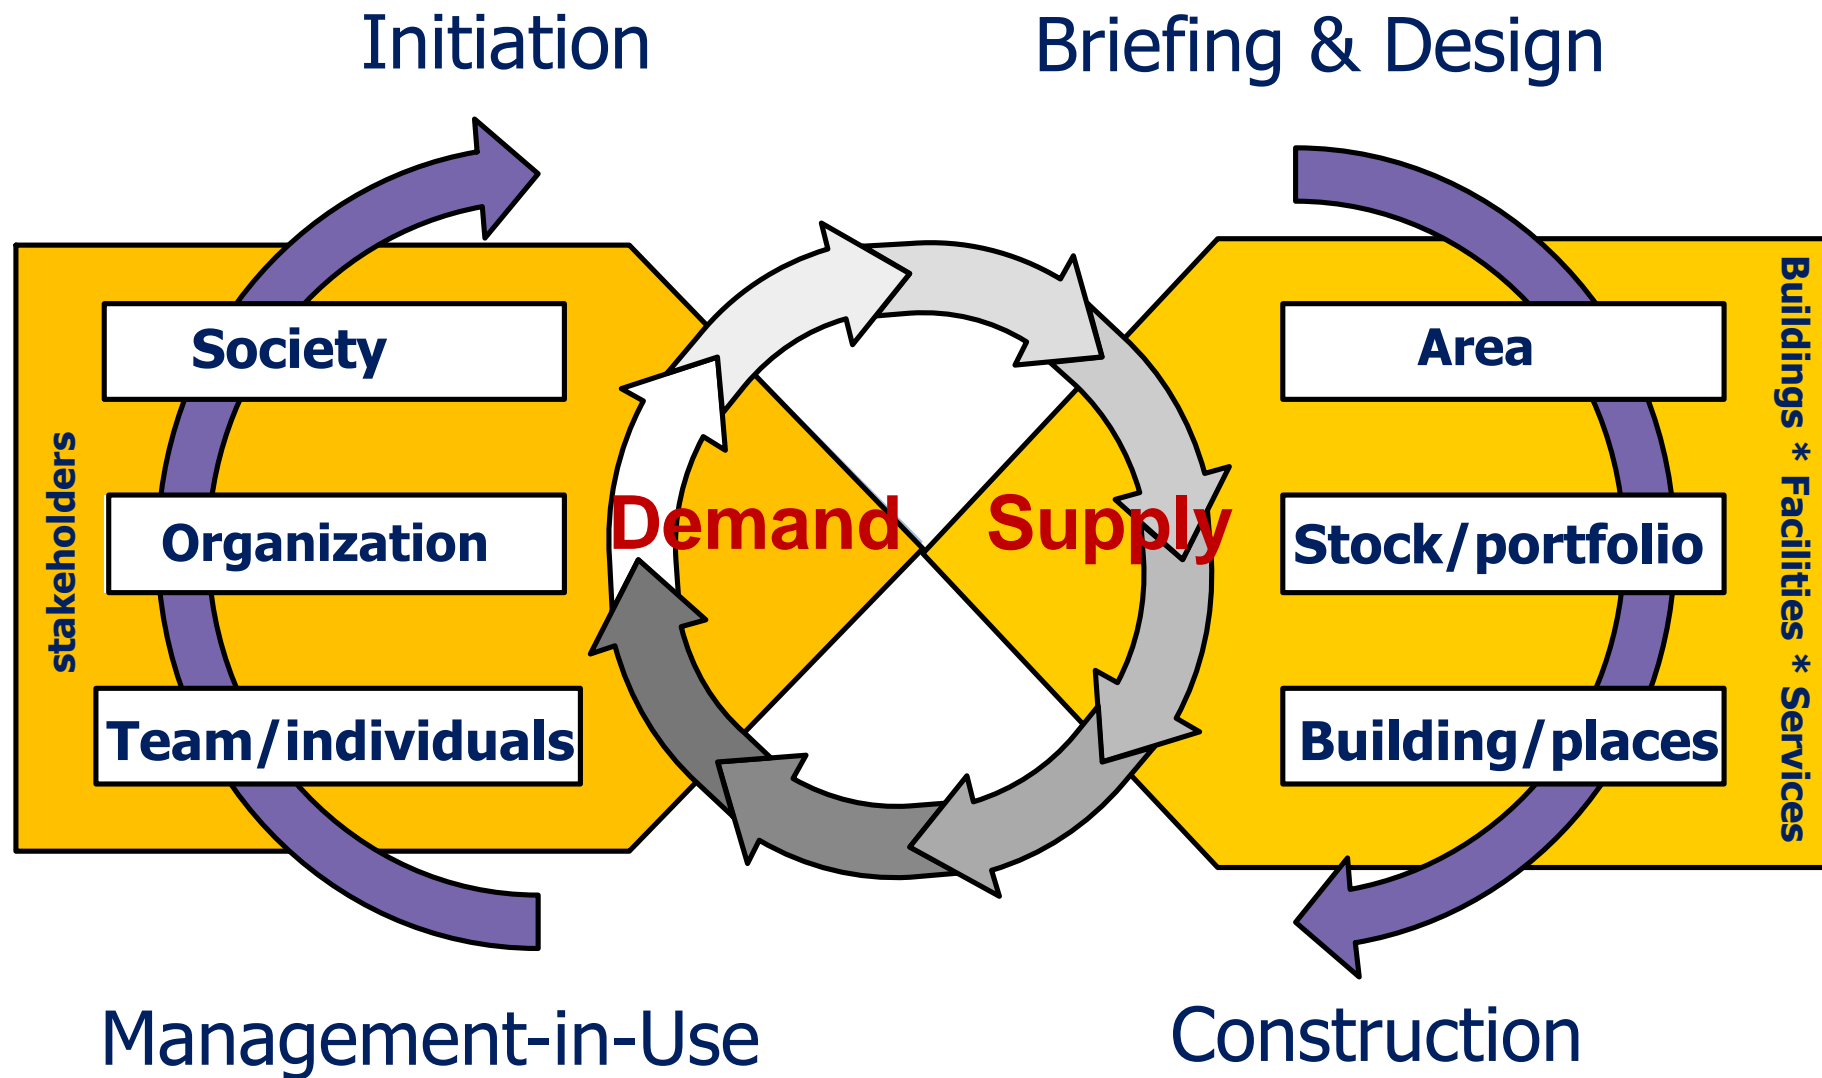 Initiation
Briefing & Design
stakeholders
Society
Organization
Team/individuals
Demand
Supply
Area
Stock/portfolio
Building/places
Buildings * Facilities * Services
Management-in-Use
Construction